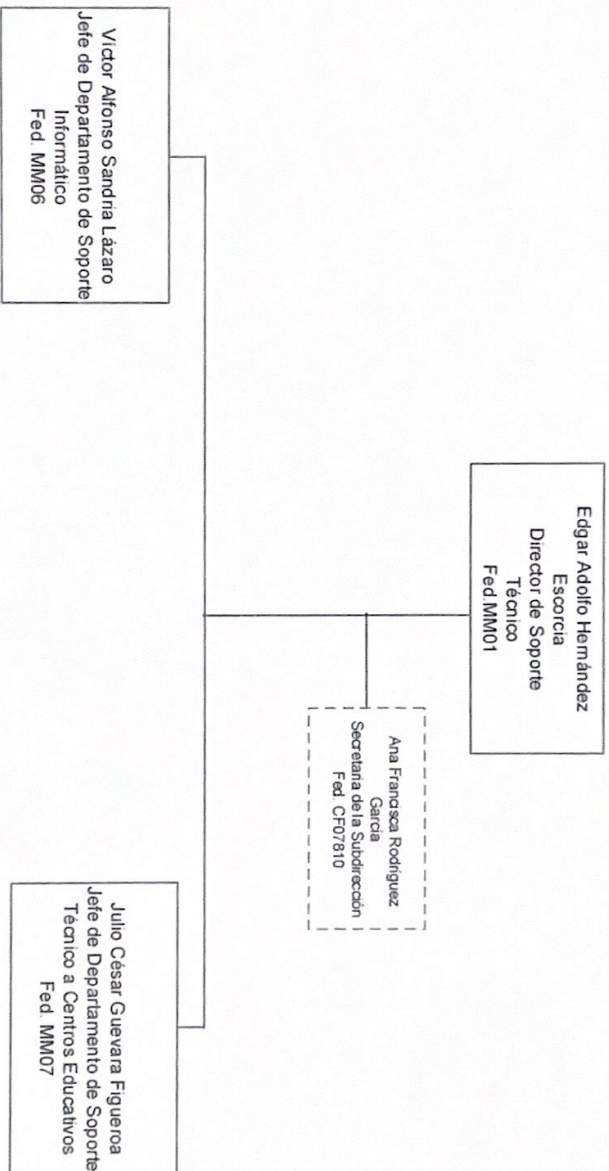 Edgar Adolfo Hernández
Escorcia
Director de Soporte
Técnico
Fed.MM01
Ana Francisca Rodríguez
García
Secretaria de la Subdirección
Fed. CF07810
Víctor Alfonso Sandria Lázaro
Jefe de Departamento de Soporte
Informático
Fed. MM06
Julio César Guevara Figueroa
Jefe de Departamento de Soporte
Técnico a Centros Educativos
Fed. MM07